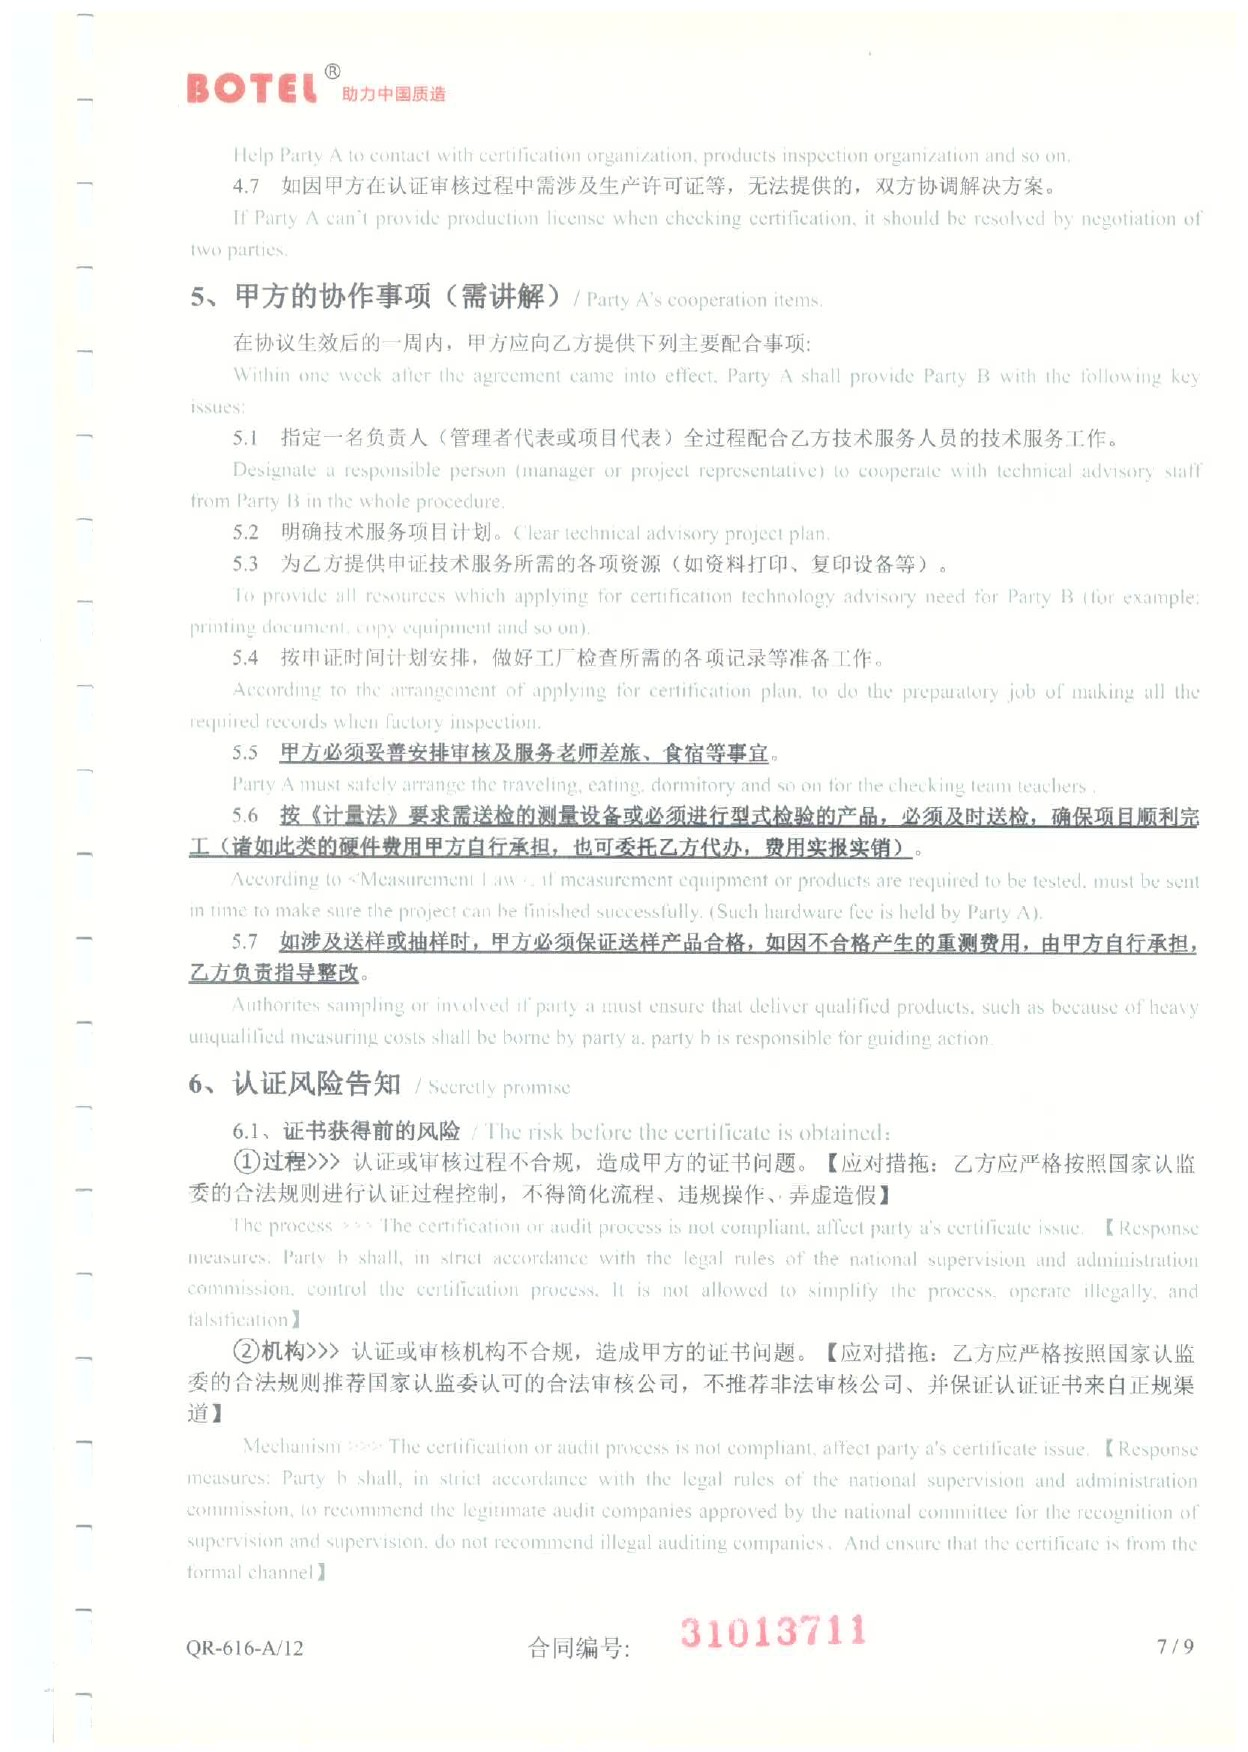 BOTEL® 助力中国质造
Help Party A to contact with certification organization, products inspection organization and so on.
4.7 如因甲方在认证审核过程中需涉及生产许可证等，无法提供的，双方协调解决方案。
If Party A can't provide production license when checking certification, it should be resolved by negotiation of
two parties.
5、甲方的协作事项（需讲解）/ Party A's cooperation items.
在协议生效后的一周内，甲方应向乙方提供下列主要配合事项:
Within one week after the agreement came into effect, Party A shall provide Party B with the following key
issues:
5.1 指定一名负责人（管理者代表或项目代表）全过程配合乙方技术服务人员的技术服务工作。
Designate a responsible person (manager or project representative) to cooperate with technical advisory staff
from Party B in the whole procedure.
5.2 明确技术服务项目计划。Clear technical advisory project plan.
5.3 为乙方提供申证技术服务所需的各项资源（如资料打印、复印设备等）。
To provide all resources which applying for certification technology advisory need for Party B (for example:
printing document, copy equipment and so on).
5.4 按申证时间计划安排，做好工厂检查所需的各项记录等准备工作。
According to the arrangement of applying for certification plan, to do the preparatory job of making all the
required records when factory inspection.
5.5 甲方必须妥善安排审核及服务老师差旅、食宿等事宜。
Party A must safely arrange the traveling, eating, dormitory and so on for the checking team teachers .
5.6 按《计量法》要求需送检的测量设备或必须进行型式检验的产品，必须及时送检，确保项目顺利完
工（诸如此类的硬件费用甲方自行承担，也可委托乙方代办，费用实报实销）。
According to <Measurement Law>, if measurement equipment or products are required to be tested, must be sent
in time to make sure the project can be finished successfully. (Such hardware fee is held by Party A).
5.7 如涉及送样或抽样时，甲方必须保证送样产品合格，如因不合格产生的重测费用，由甲方自行承担，
乙方负责指导整改。
Authorites sampling or involved if party a must ensure that deliver qualified products, such as because of heavy
unqualified measuring costs shall be borne by party a, party b is responsible for guiding action
6、认证风险告知 / Secretly promise
6.1、证书获得前的风险 / The risk before the certificate is obtained:
①过程>>> 认证或审核过程不合规，造成甲方的证书问题。【应对措拖：乙方应严格按照国家认监
委的合法规则进行认证过程控制，不得简化流程、违规操作、弄虚造假】
The process >>> The certification or audit process is not compliant, affect party a's certificate issue. 【Response
measures: Party b shall, in strict accordance with the legal rules of the national supervision and administration
commission, control the certification process, It is not allowed to simplify the process, operate illegally, and
falsification】
②机构>>> 认证或审核机构不合规，造成甲方的证书问题。【应对措拖：乙方应严格按照国家认监
委的合法规则推荐国家认监委认可的合法审核公司，不推荐非法审核公司、并保证认证证书来自正规渠
道】
Mechanism >>> The certification or audit process is not compliant, affect party a's certificate issue. 【Response
measures: Party b shall, in strict accordance with the legal rules of the national supervision and administration
commission, to recommend the legitimate audit companies approved by the national committee for the recognition of
supervision and supervision, do not recommend illegal auditing companies. And ensure that the certificate is from the
formal channel】
QR-616-A/12 合同编号: 31013711 7 / 9